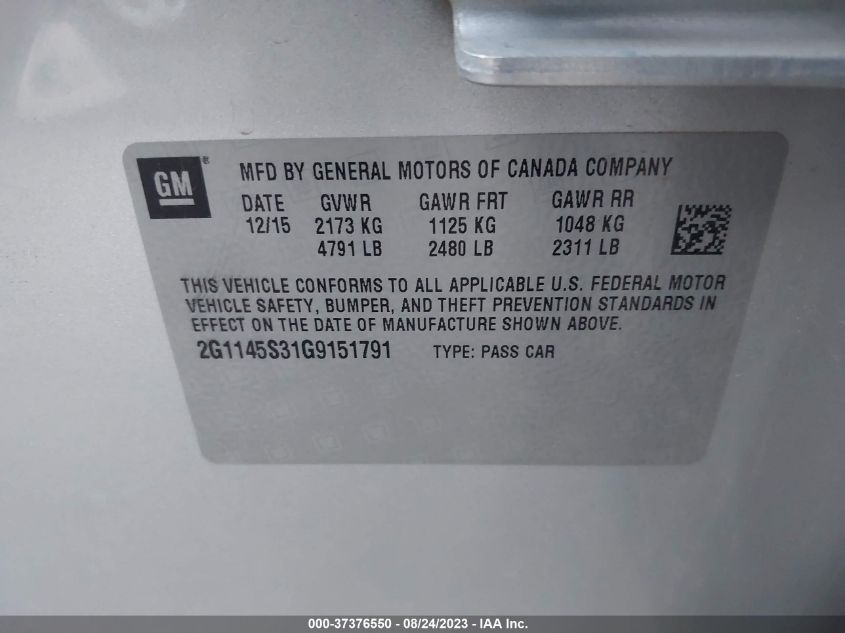 GM ® MFD BY GENERAL MOTORS OF CANADA COMPANY
DATE GVWR GAWR FRT GAWR RR
12/15 2173 KG 1125 KG 1048 KG
4791 LB 2480 LB 2311 LB
THIS VEHICLE CONFORMS TO ALL APPLICABLE U.S. FEDERAL MOTOR
VEHICLE SAFETY, BUMPER, AND THEFT PREVENTION STANDARDS IN
EFFECT ON THE DATE OF MANUFACTURE SHOWN ABOVE.
2G1145S31G9151791 TYPE: PASS CAR
000-37376550 - 08/24/2023 - IAA Inc.